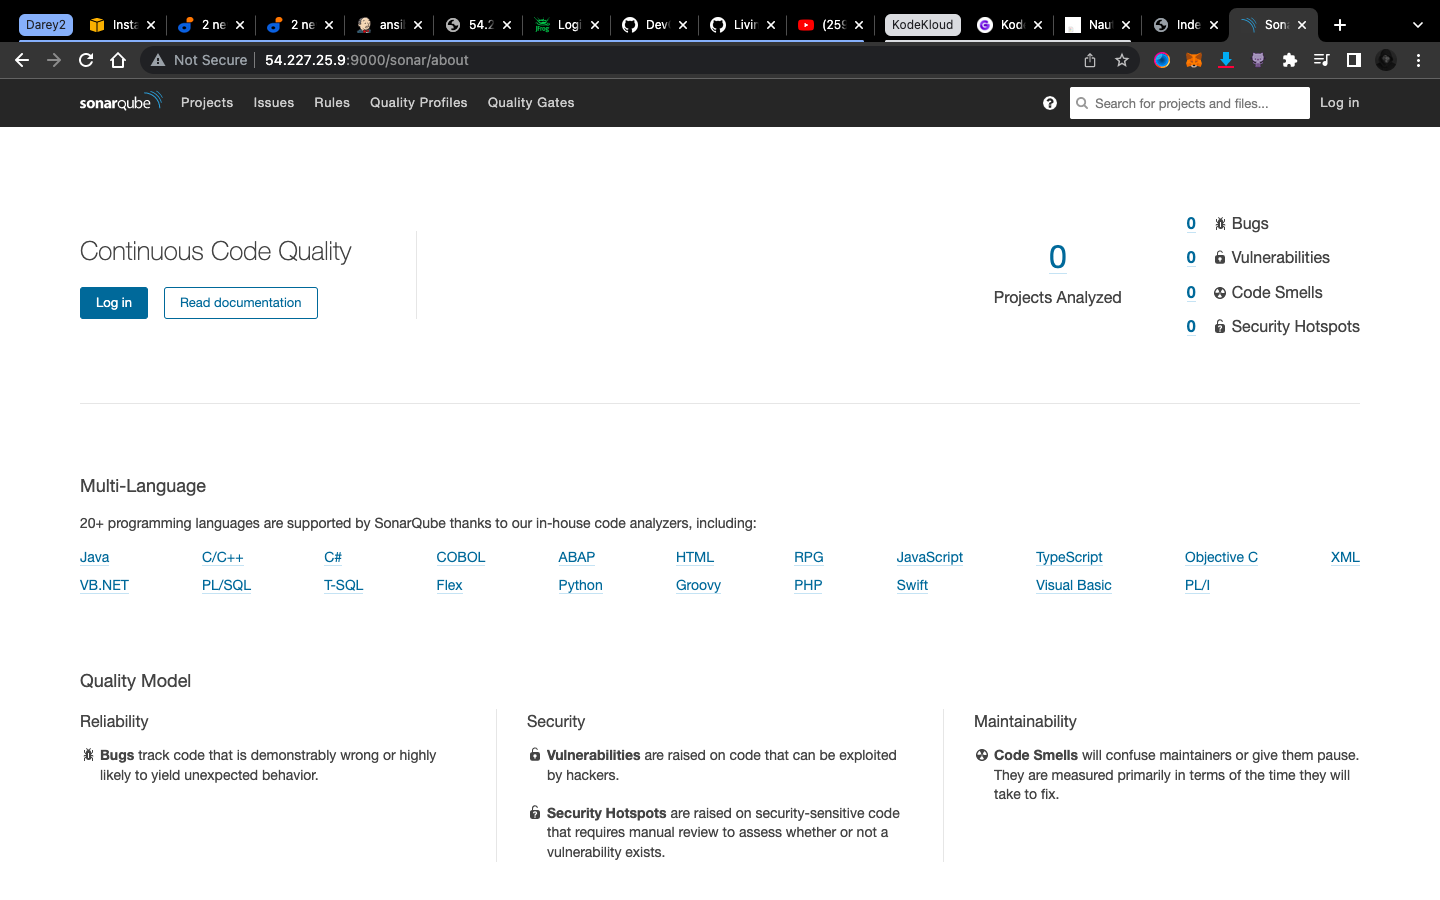 Darey2
Insta
2 ne
2 ne
ansil
54.2
Logi
Dev
Livin
(259
KodeKloud
Kod
Naut
Inde
Son
Not Secure
54.227.25.9:9000/sonar/about
sonarqube
Projects
Issues
Rules
Quality Profiles
Quality Gates
?
Search for projects and files...
Log in
Continuous Code Quality
Log in
Read documentation
0
Projects Analyzed
0 Bugs
0 Vulnerabilities
0 Code Smells
0 Security Hotspots
Multi-Language
20+ programming languages are supported by SonarQube thanks to our in-house code analyzers, including:
Java C/C++ C# COBOL ABAP HTML RPG JavaScript TypeScript Objective C XML
VB.NET PL/SQL T-SQL Flex Python Groovy PHP Swift Visual Basic PL/I
Quality Model
Reliability
Bugs track code that is demonstrably wrong or highly
likely to yield unexpected behavior.
Security
Vulnerabilities are raised on code that can be exploited
by hackers.
Security Hotspots are raised on security-sensitive code
that requires manual review to assess whether or not a
vulnerability exists.
Maintainability
Code Smells will confuse maintainers or give them pause.
They are measured primarily in terms of the time they will
take to fix.